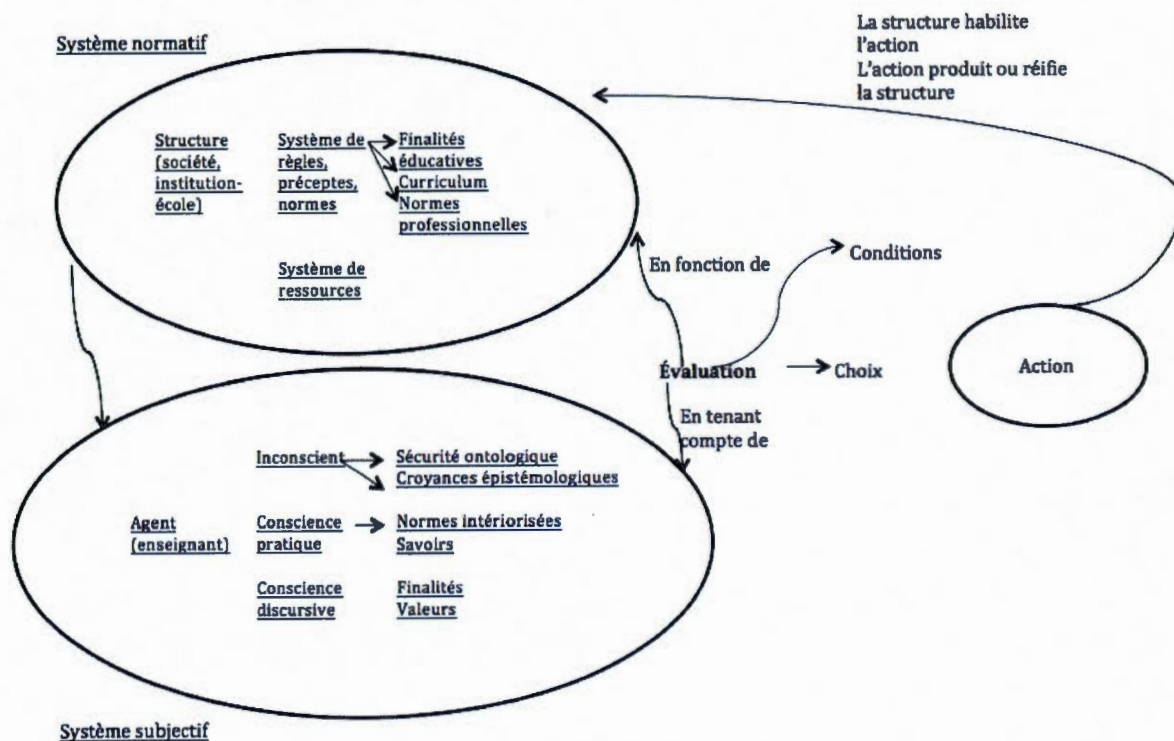 La structure habilite
l'action
L'action produit ou réifie
la structure
Système normatif
Structure
(société,
institution-
école)
Système de
règles,
préceptes,
normes
Finalités
éducatives
Curriculum
Normes
professionnelles
Système de
ressources
En fonction de
Conditions
Évaluation
Choix
Action
En tenant
compte de
Inconscient
Sécurité ontologique
Croyances épistémologiques
Agent
(enseignant)
Conscience
pratique
Normes intériorisées
Savoirs
Conscience
discursive
Finalités
Valeurs
Système subjectif